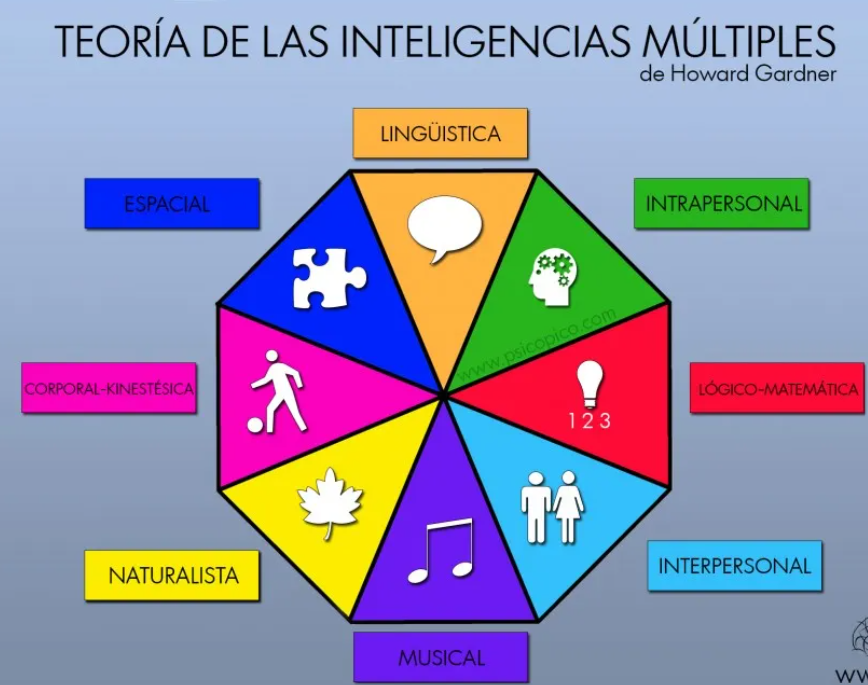 TEORÍA DE LAS INTELIGENCIAS MÚLTIPLES
de Howard Gardner
LINGÜISTICA
ESPACIAL
INTRAPERSONAL
www.psicopico.com
CORPORAL-KINESTÉSICA
LÓGICO-MATEMÁTICA
1 2 3
NATURALISTA
INTERPERSONAL
MUSICAL